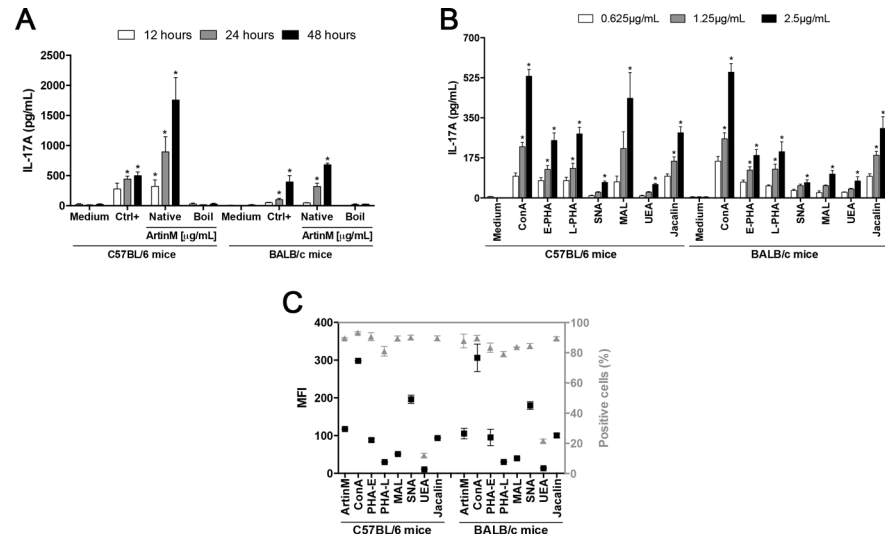 A
12 hours 24 hours 48 hours
IL-17A (pg/mL)
2500
2000
1500
1000
500
0
* * * * * * * * *
Medium Ctrl+ Native Boil Medium Ctrl+ Native Boil
ArtinM [µg/mL] ArtinM [µg/mL]
C57BL/6 mice BALB/c mice
B
0.625µg/mL 1.25µg/mL 2.5µg/mL
IL-17A (pg/mL)
700
525
350
175
0
Medium ConA E-PHA L-PHA SNA MAL UEA Jacalin Medium ConA E-PHA L-PHA SNA MAL UEA Jacalin
C57BL/6 mice BALB/c mice
C
MFI
400
300
200
100
0
Positive cells (%)
100
80
60
40
20
0
ArtinM ConA PHA-E PHA-L MAL SNA UEA Jacalin ArtinM ConA PHA-E PHA-L MAL SNA UEA Jacalin
C57BL/6 mice BALB/c mice